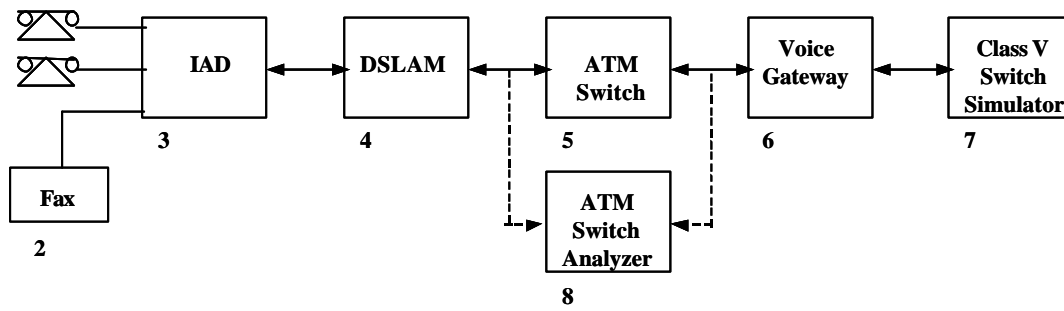 IAD
3
DSLAM
4
ATM
Switch
5
Voice
Gateway
6
Class V
Switch
Simulator
7
Fax
2
ATM
Switch
Analyzer
8